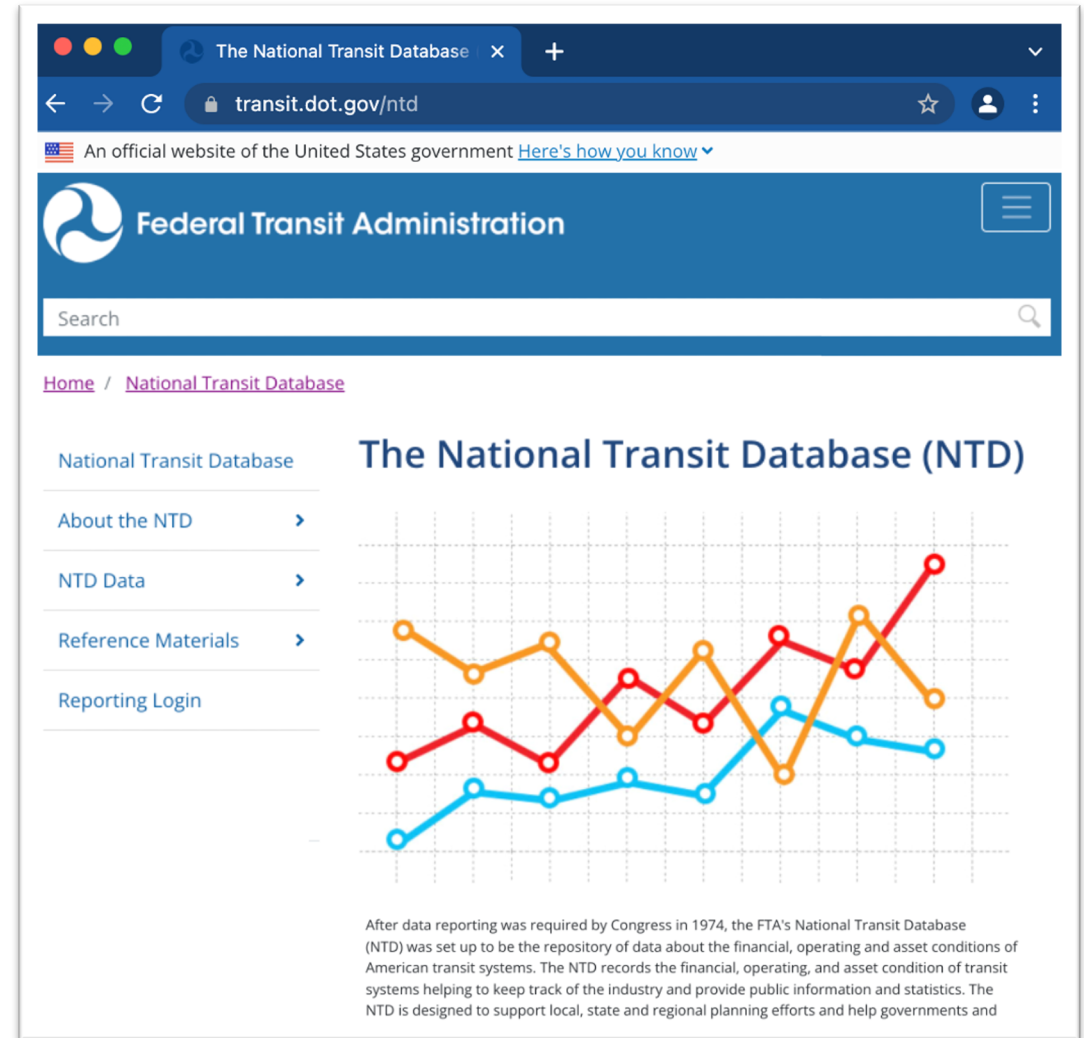 The National Transit Database
transit.dot.gov/ntd
An official website of the United States government Here's how you know
Federal Transit Administration
Search
Home / National Transit Database
National Transit Database
About the NTD
NTD Data
Reference Materials
Reporting Login
The National Transit Database (NTD)
After data reporting was required by Congress in 1974, the FTA's National Transit Database
(NTD) was set up to be the repository of data about the financial, operating and asset conditions of
American transit systems. The NTD records the financial, operating, and asset condition of transit
systems helping to keep track of the industry and provide public information and statistics. The
NTD is designed to support local, state and regional planning efforts and help governments and